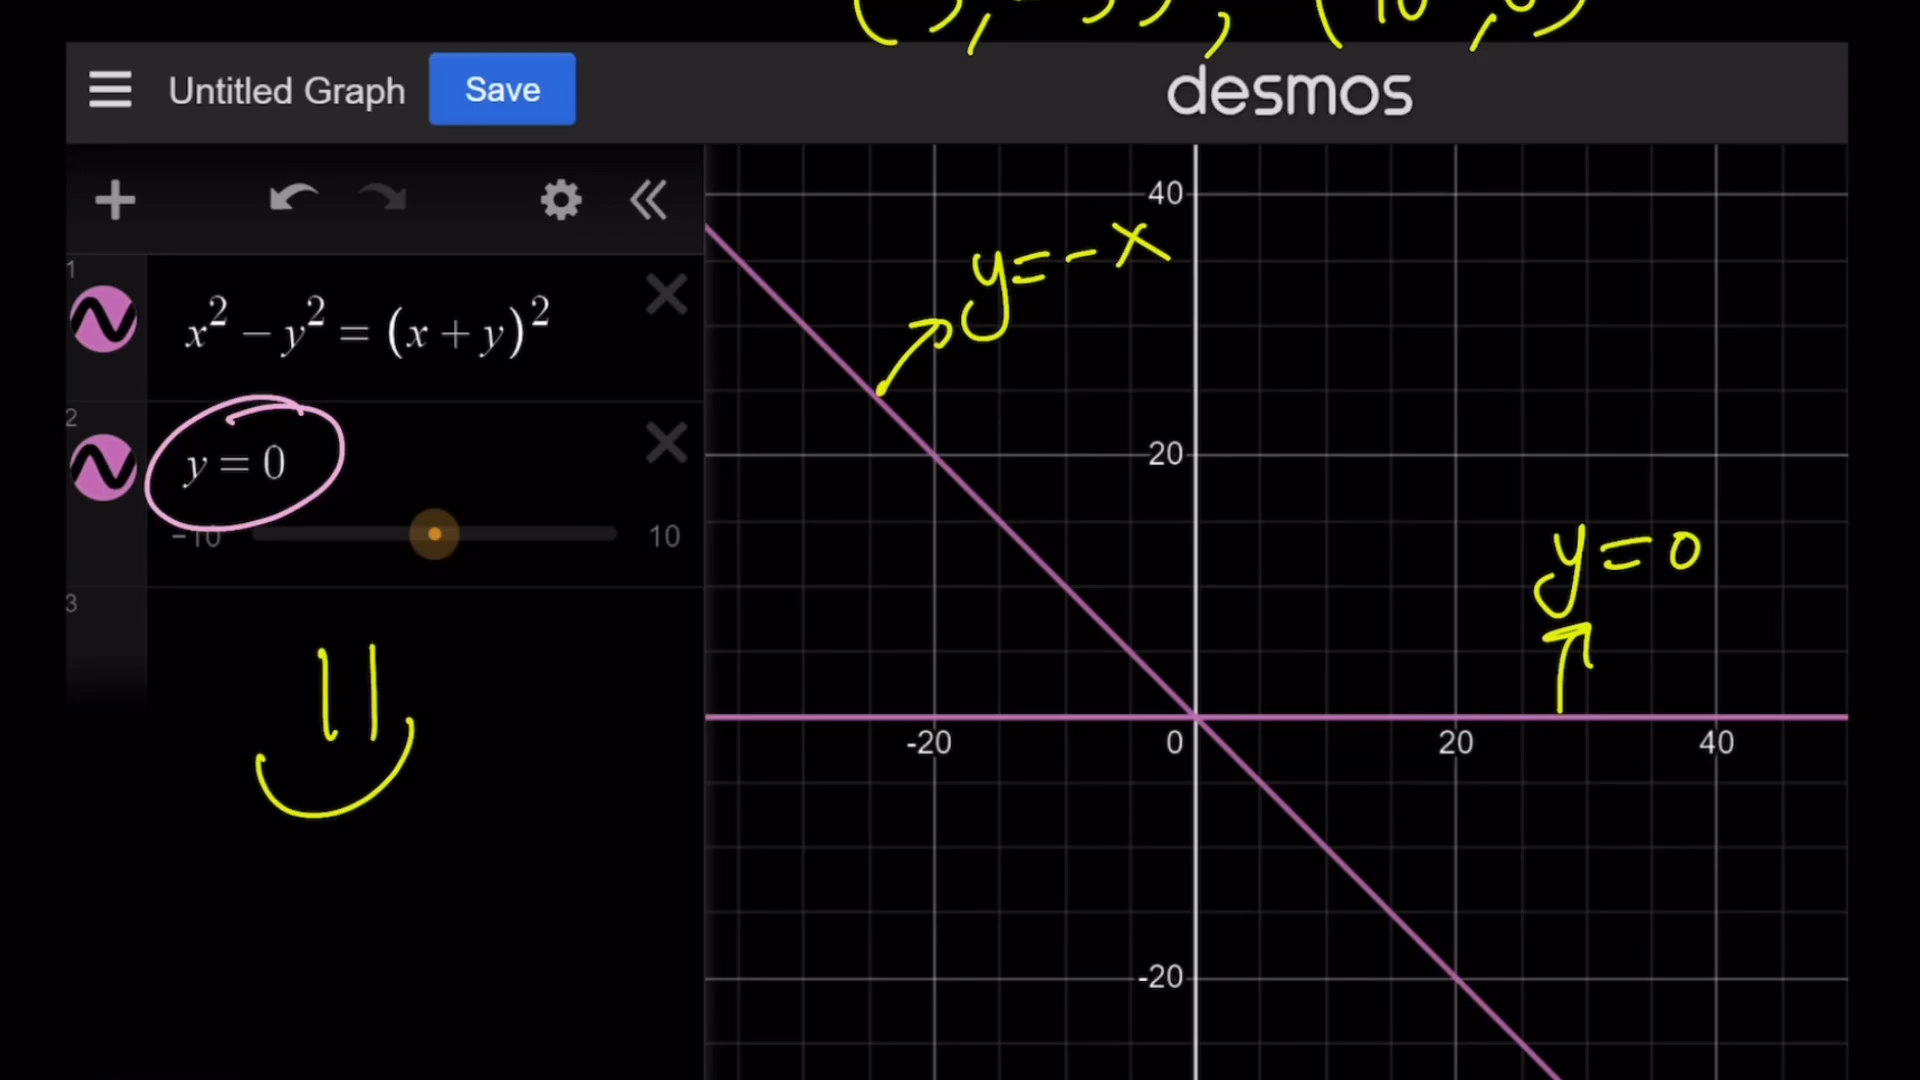 Untitled Graph Save desmos
1
x² − y² = (x + y)²
2
y = 0
−10 10
3
40
y = - x
20
y = 0
-20 0 20 40
-20